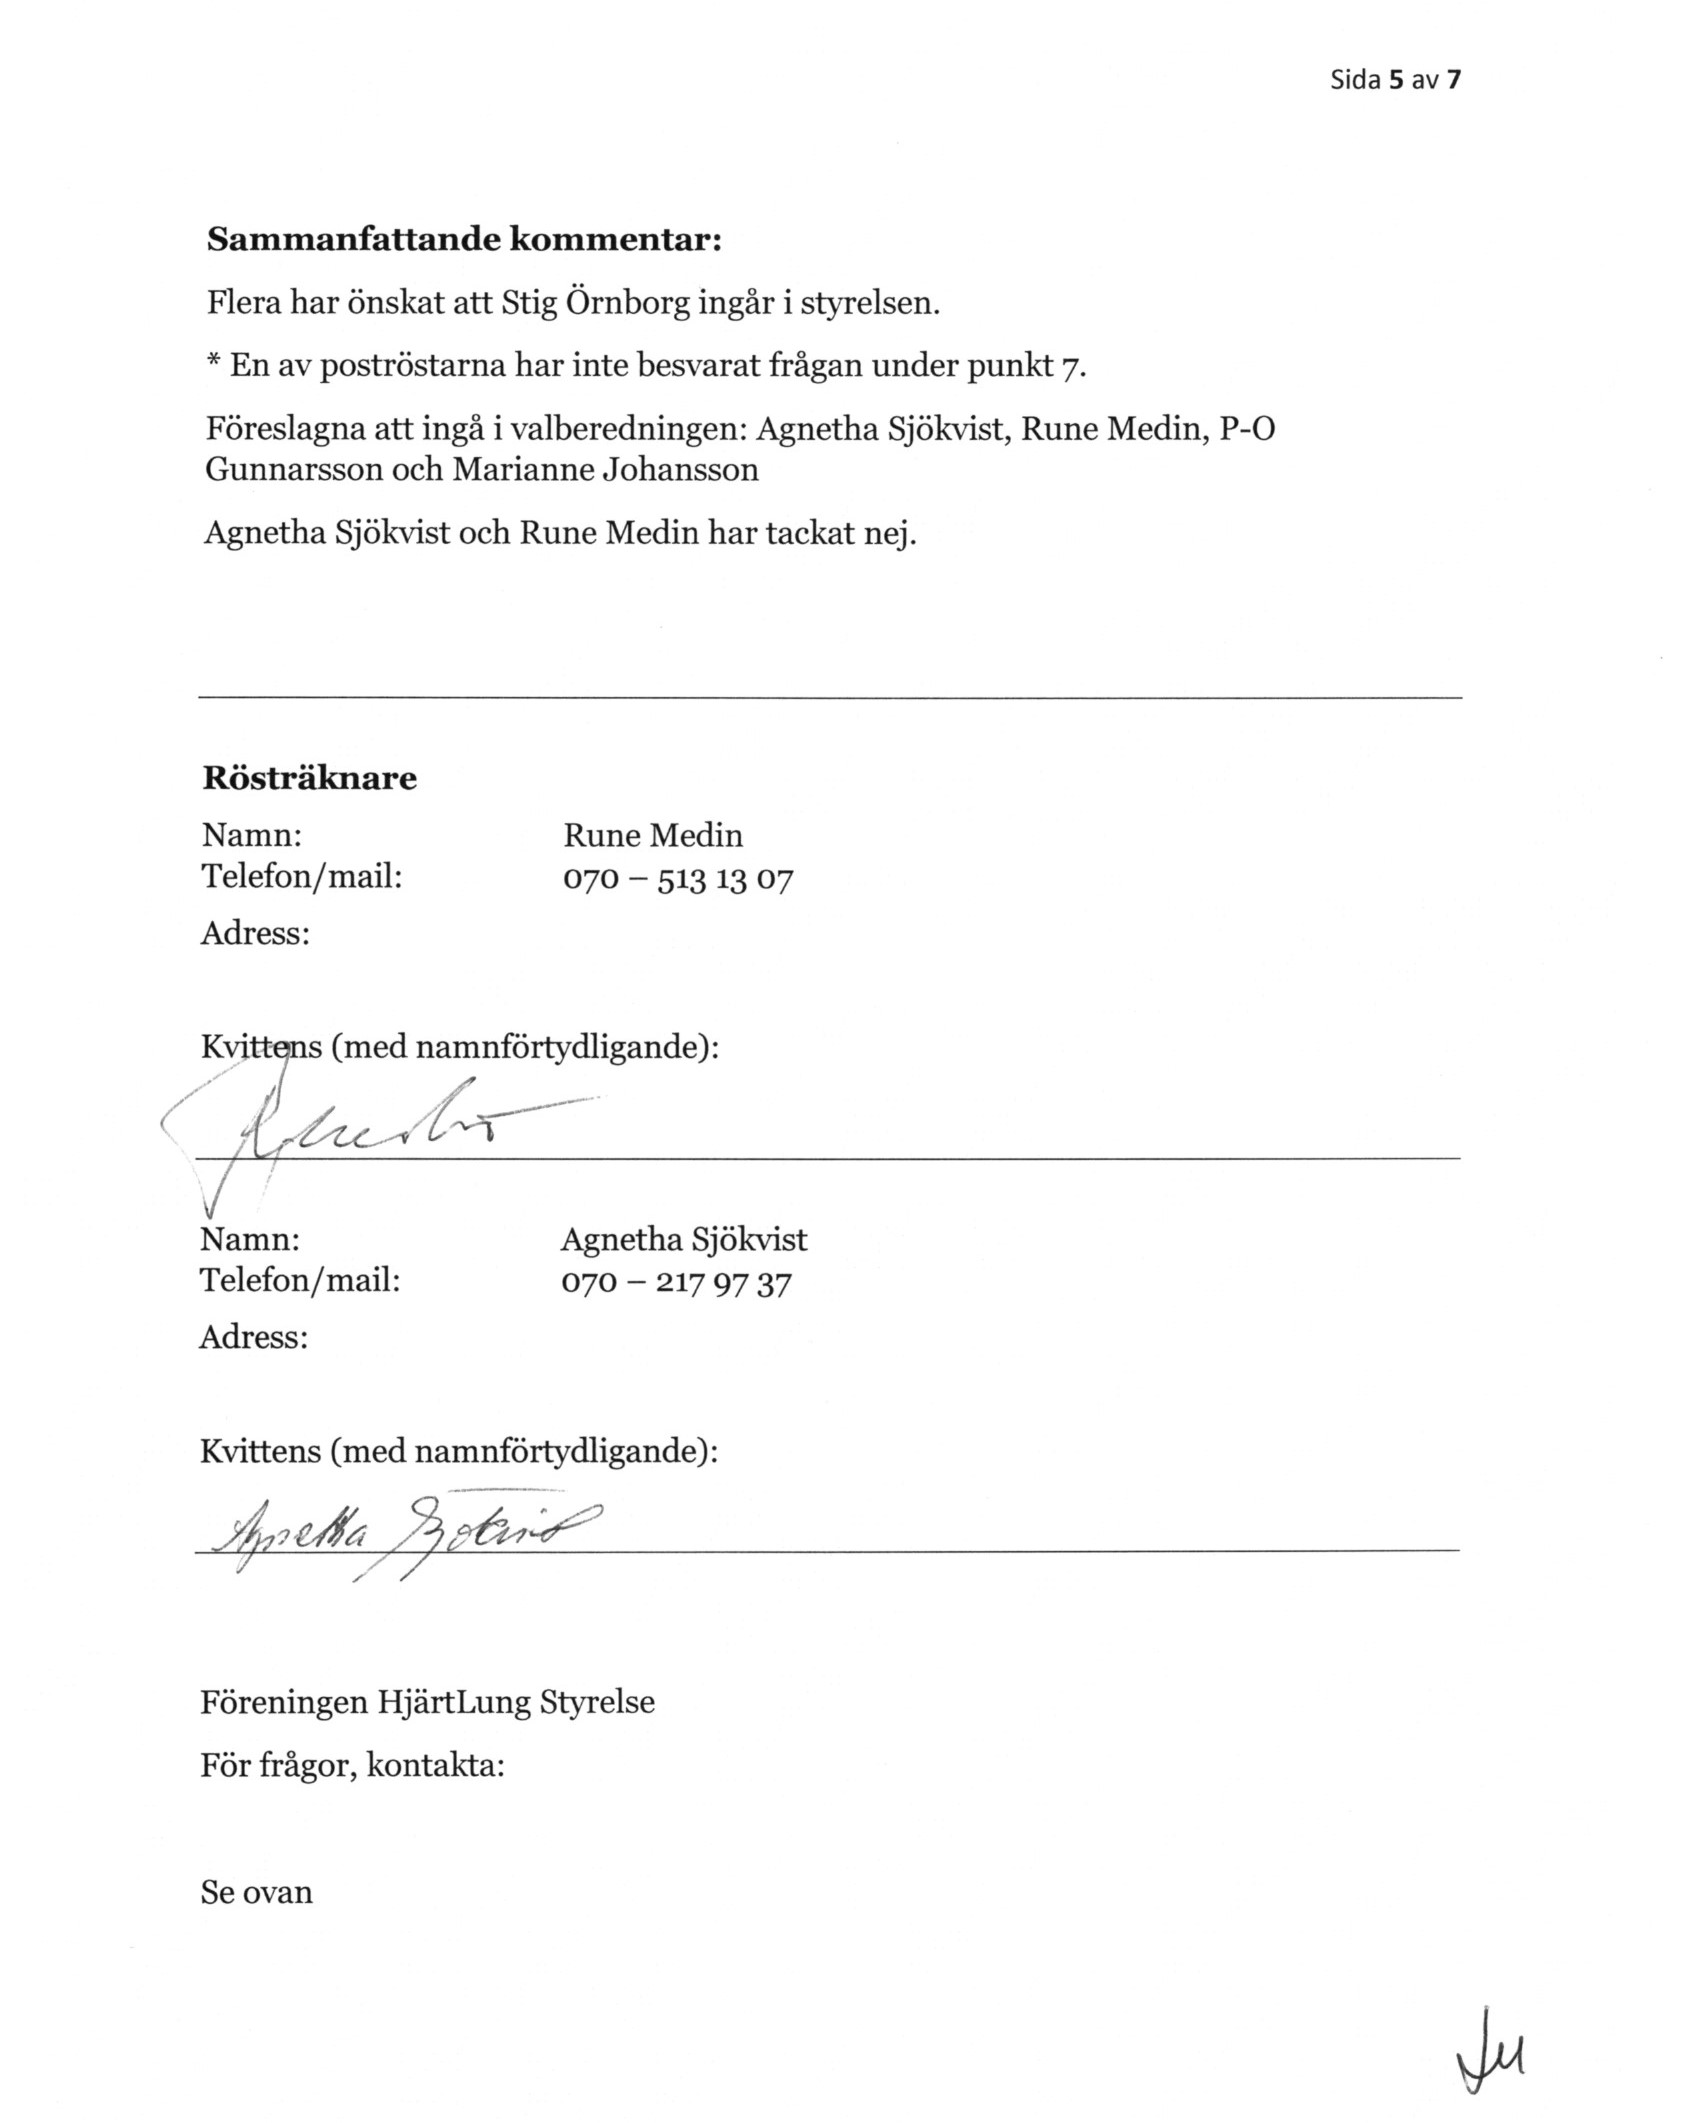 Sida 5 av 7
Sammanfattande kommentar:
Flera har önskat att Stig Örnborg ingår i styrelsen.
* En av poströstarna har inte besvarat frågan under punkt 7.
Föreslagna att ingå i valberedningen: Agnetha Sjökvist, Rune Medin, P-O
Gunnarsson och Marianne Johansson
Agnetha Sjökvist och Rune Medin har tackat nej.
Rösträknare
Namn: Rune Medin
Telefon/mail: 070 – 513 13 07
Adress:
Kvittens (med namnförtydligande):
Namn: Agnetha Sjökvist
Telefon/mail: 070 – 217 97 37
Adress:
Kvittens (med namnförtydligande):
Agnetha Sjökvist
Föreningen HjärtLung Styrelse
För frågor, kontakta:
Se ovan